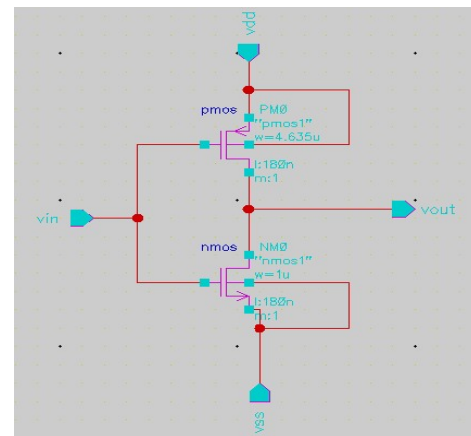 vdd
pmos
PM0
"pmos1"
w=4.635u
l:180n
m:1
vin
vout
nmos
NM0
"nmos1"
w=1u
l:180n
m:1
vss